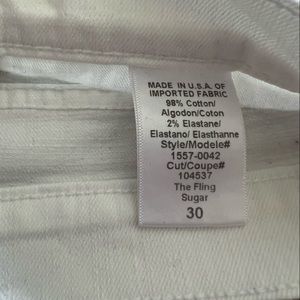 MADE IN U.S.A. OF
IMPORTED FABRIC
98% Cotton/
Algodon/Coton
2% Elastane/
Elastano/ Elasthanne
Style/Modele#
1557-0042
Cut/Coupe#
104537
The Fling
Sugar
30